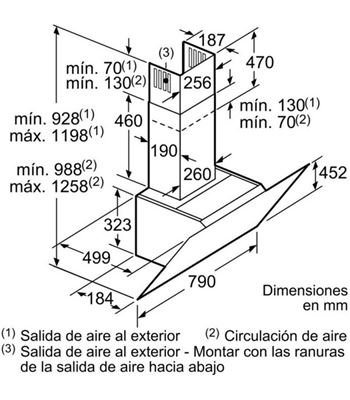 187
(3)
mín. 70(1)
mín. 130(2)
470
256
mín. 928(1)
máx. 1198(1)
460
mín. 130(1)
mín. 70(2)
190
mín. 988(2)
máx. 1258(2)
260
452
323
499
790
184
Dimensiones
en mm
(1) Salida de aire al exterior (2) Circulación de aire
(3) Salida de aire al exterior - Montar con las ranuras
de la salida de aire hacia abajo